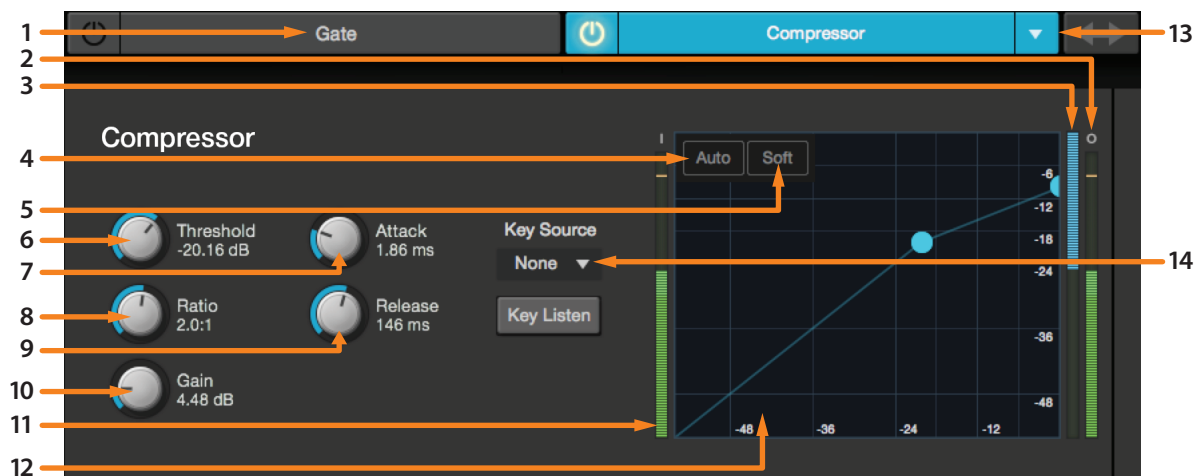 1
Gate
Compressor
13
2
3
Compressor
I
O
4
Auto
Soft
-6
5
-12
6
Threshold
-20.16 dB
Attack
1.86 ms
Key Source
-18
7
None
14
-24
8
Ratio
2.0:1
Release
146 ms
Key Listen
9
-36
10
Gain
4.48 dB
-48
11
-48
-36
-24
-12
12